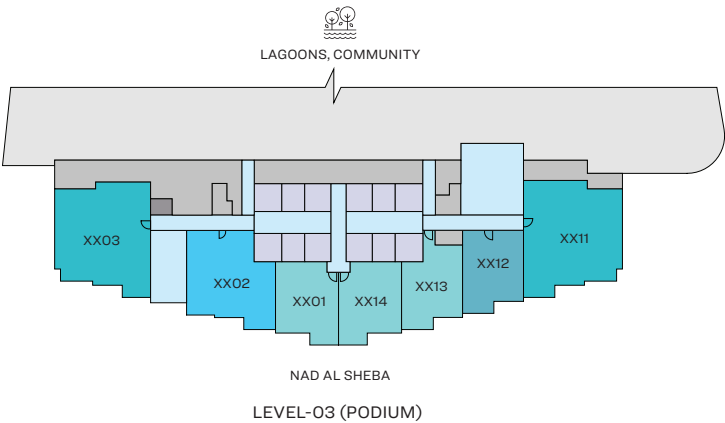 LAGOONS, COMMUNITY
XX03
XX11
XX12
XX02
XX13
XX01
XX14
NAD AL SHEBA
LEVEL-03 (PODIUM)